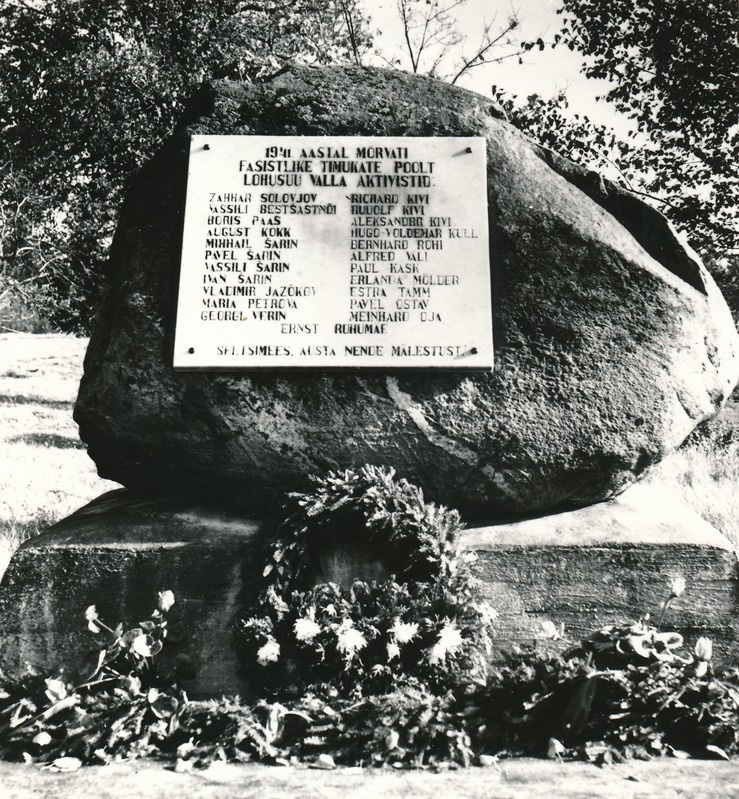 1941 AASTAL MÕRVATI
FASISTLIKE TIMUKATE POOLT
LOHUSUU VALLA AKTIVISTID.
ZAHHAR SOLOVJOV RICHARD KIVI
VASSILI BESTSASTNÕI RUDOLF KIVI
BORIS PAAS ALEKSANDER KIVI
AUGUST KOKK HUGO-VOLDEMAR KULL
MIHHAIL ŠARIN BERNHARD ROHI
PAVEL ŠARIN ALFRED VALI
VASSILI ŠARIN PAUL KASK
IVAN ŠARIN ERLANDA MÖLDER
VLADIMIR JAZÕKOV ESTRA TAMM
MARIA PETROVA PAVEL OSTAV
GEORGI VERIN MEINHARD OJA
ERNST ROHUMAE
SELTSIMEES, AUSTA NENDE MÄLESTUST!